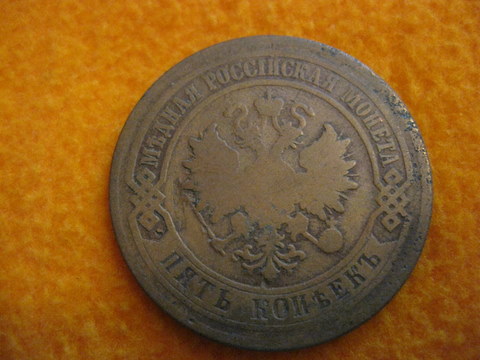 МѢДНАЯ РОССІЙСКАЯ МОНЕТА
ПЯТЬ КОПѢЕКЪ